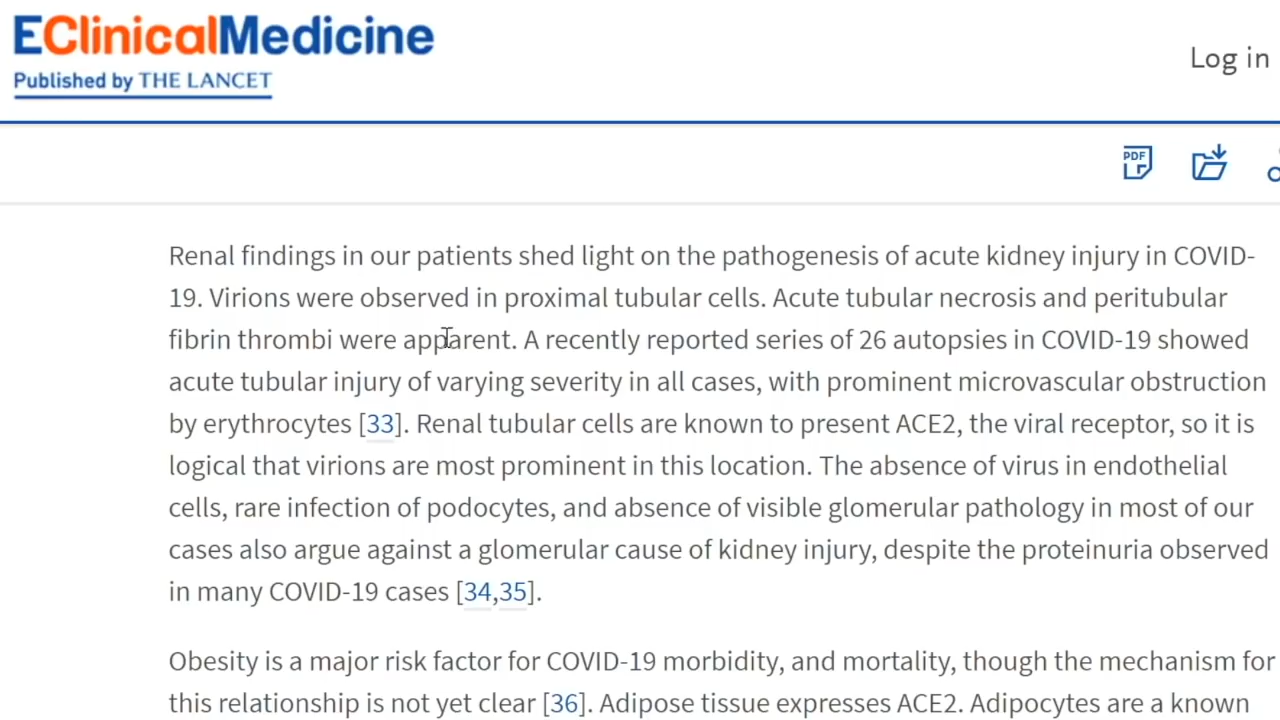 EClinicalMedicine
Published by THE LANCET
Log in
PDF
Renal findings in our patients shed light on the pathogenesis of acute kidney injury in COVID-
19. Virions were observed in proximal tubular cells. Acute tubular necrosis and peritubular
fibrin thrombi were apparent. A recently reported series of 26 autopsies in COVID-19 showed
acute tubular injury of varying severity in all cases, with prominent microvascular obstruction
by erythrocytes [33]. Renal tubular cells are known to present ACE2, the viral receptor, so it is
logical that virions are most prominent in this location. The absence of virus in endothelial
cells, rare infection of podocytes, and absence of visible glomerular pathology in most of our
cases also argue against a glomerular cause of kidney injury, despite the proteinuria observed
in many COVID-19 cases [34,35].
Obesity is a major risk factor for COVID-19 morbidity, and mortality, though the mechanism for
this relationship is not yet clear [36]. Adipose tissue expresses ACE2. Adipocytes are a known